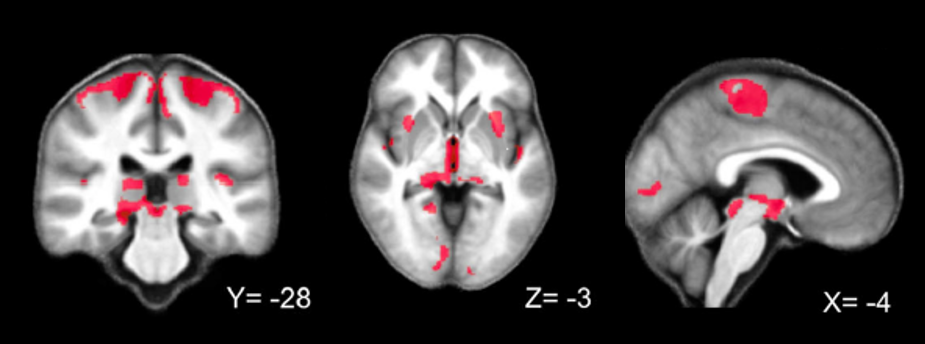 Y= -28
Z= -3
X= -4